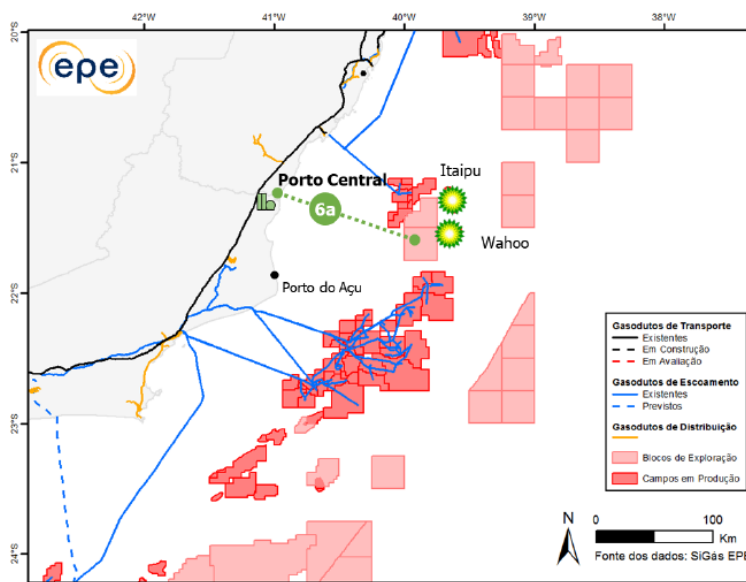 42°W
41°W
40°W
39°W
38°W
20°S
epe
21°S
Itaipu
Porto Central
6a
Wahoo
Porto do Açu
22°S
23°S
24°S
Gasodutos de Transporte
Existentes
Em Construção
Em Avaliação
Gasodutos de Escoamento
Existentes
Previstos
Gasodutos de Distribuição
Blocos de Exploração
Campos em Produção
N
0 100
Km
Fonte dos dados: SiGás EPE